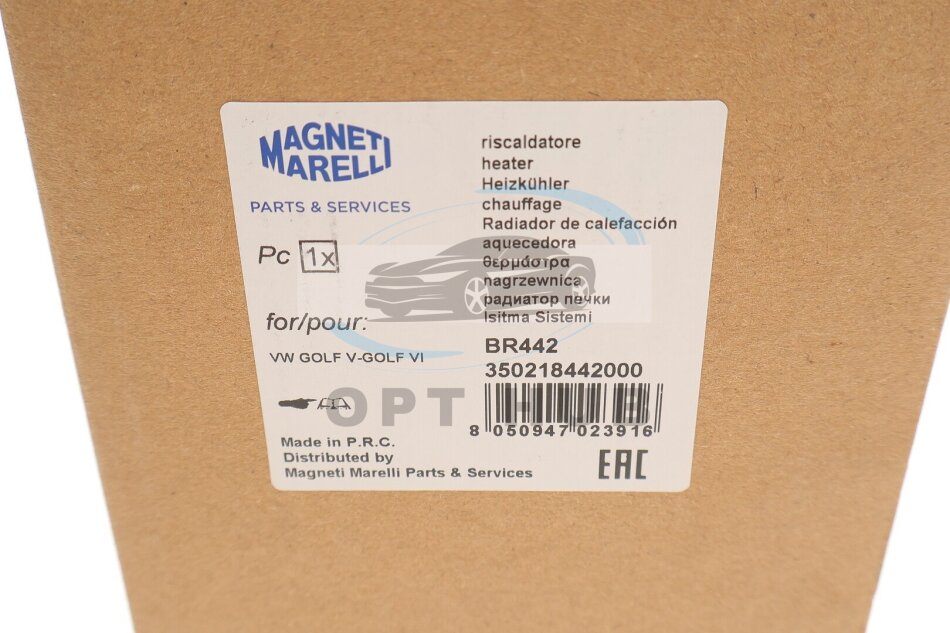 MAGNETI
MARELLI
PARTS & SERVICES
Pc 1x
for/pour:
VW GOLF V-GOLF VI
riscaldatore
heater
Heizkühler
chauffage
Radiador de calefacción
aquecedora
θερμάστρα
nagrzewnica
радиатор печки
Isitma Sistemi
BR442
350218442000
OPT HUB
8 050947 023916
Made in P.R.C.
Distributed by
Magneti Marelli Parts & Services
EAC